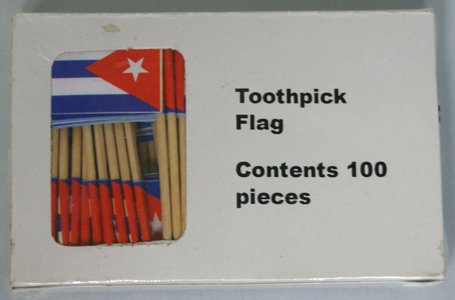 Toothpick
Flag
Contents 100
pieces